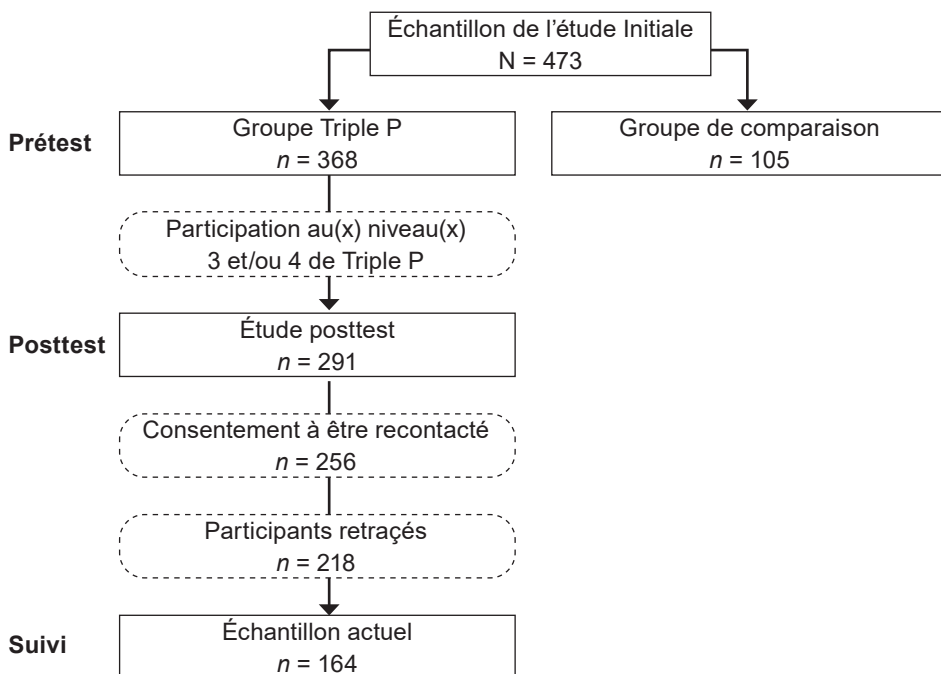 Échantillon de l’étude Initiale
N = 473
Prétest
Groupe Triple P
n = 368
Groupe de comparaison
n = 105
Participation au(x) niveau(x)
3 et/ou 4 de Triple P
Posttest
Étude posttest
n = 291
Consentement à être recontacté
n = 256
Participants retraçés
n = 218
Suivi
Échantillon actuel
n = 164